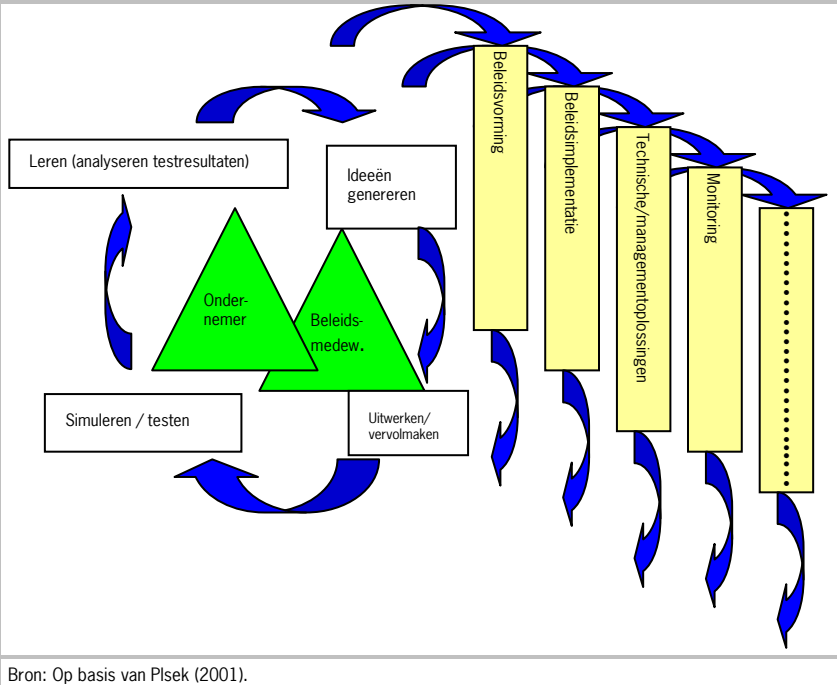 Leren (analyseren testresultaten)
Ideeën
genereren
Onder-
nemer
Beleids-
medew.
Simuleren / testen
Uitwerken/
vervolmaken
Beleidsvorming
Beleidsimplementatie
Technische/managementoplossingen
Monitoring
Bron: Op basis van Plsek (2001).